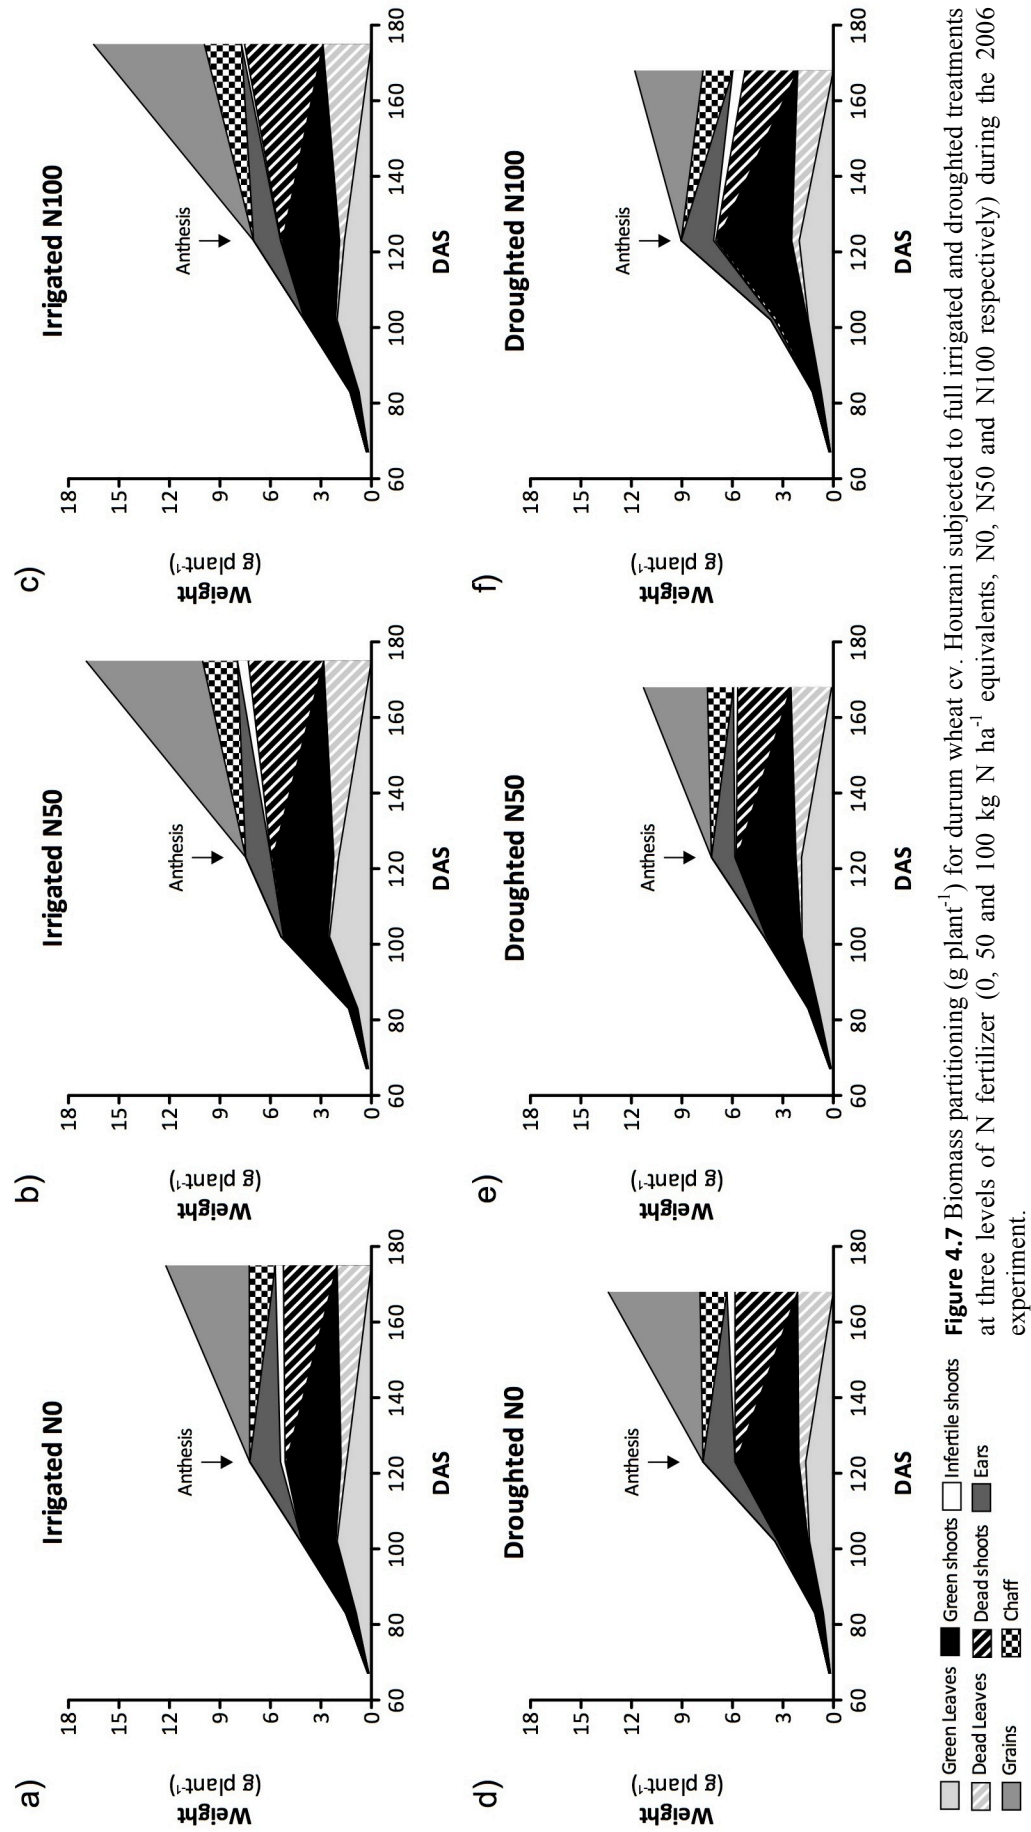 a)
Irrigated N0
Weight
(g plant-1)
18
15
12
9
6
3
0
Anthesis
60 80 100 120 140 160 180
DAS
b)
Irrigated N50
Weight
(g plant-1)
18
15
12
9
6
3
0
Anthesis
60 80 100 120 140 160 180
DAS
c)
Irrigated N100
Weight
(g plant-1)
18
15
12
9
6
3
0
Anthesis
60 80 100 120 140 160 180
DAS
d)
Droughted N0
Weight
(g plant-1)
18
15
12
9
6
3
0
Anthesis
60 80 100 120 140 160 180
DAS
e)
Droughted N50
Weight
(g plant-1)
18
15
12
9
6
3
0
Anthesis
60 80 100 120 140 160 180
DAS
f)
Droughted N100
Weight
(g plant-1)
18
15
12
9
6
3
0
Anthesis
60 80 100 120 140 160 180
DAS
Green Leaves Green shoots Infertile shoots
Dead Leaves Dead shoots Ears
Grains Chaff
Figure 4.7 Biomass partitioning (g plant-1) for durum wheat cv. Hourani subjected to full irrigated and droughted treatments
at three levels of N fertilizer (0, 50 and 100 kg N ha-1 equivalents, N0, N50 and N100 respectively) during the 2006
experiment.